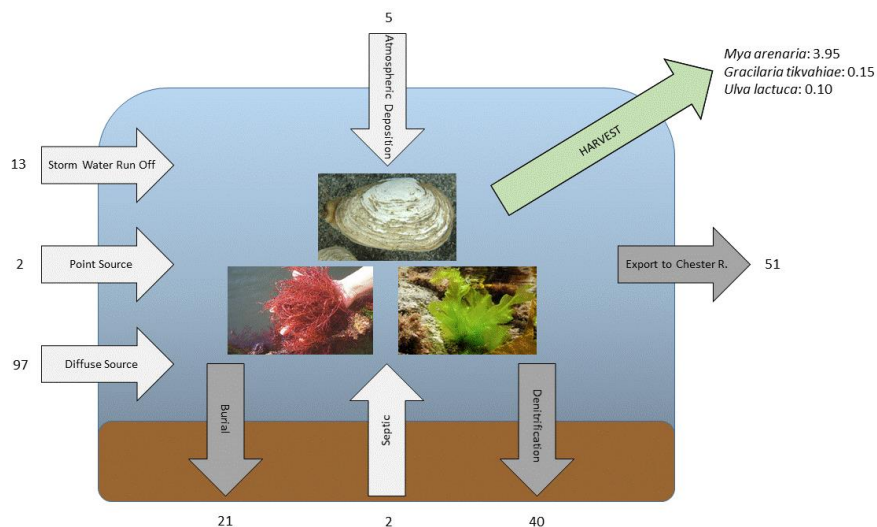 5
Atmospheric Deposition
Mya arenaria: 3.95
Gracilaria tikvahiae: 0.15
Ulva lactuca: 0.10
HARVEST
13
Storm Water Run Off
2
Point Source
Export to Chester R.
51
97
Diffuse Source
Burial
Septic
Denitrification
21
2
40